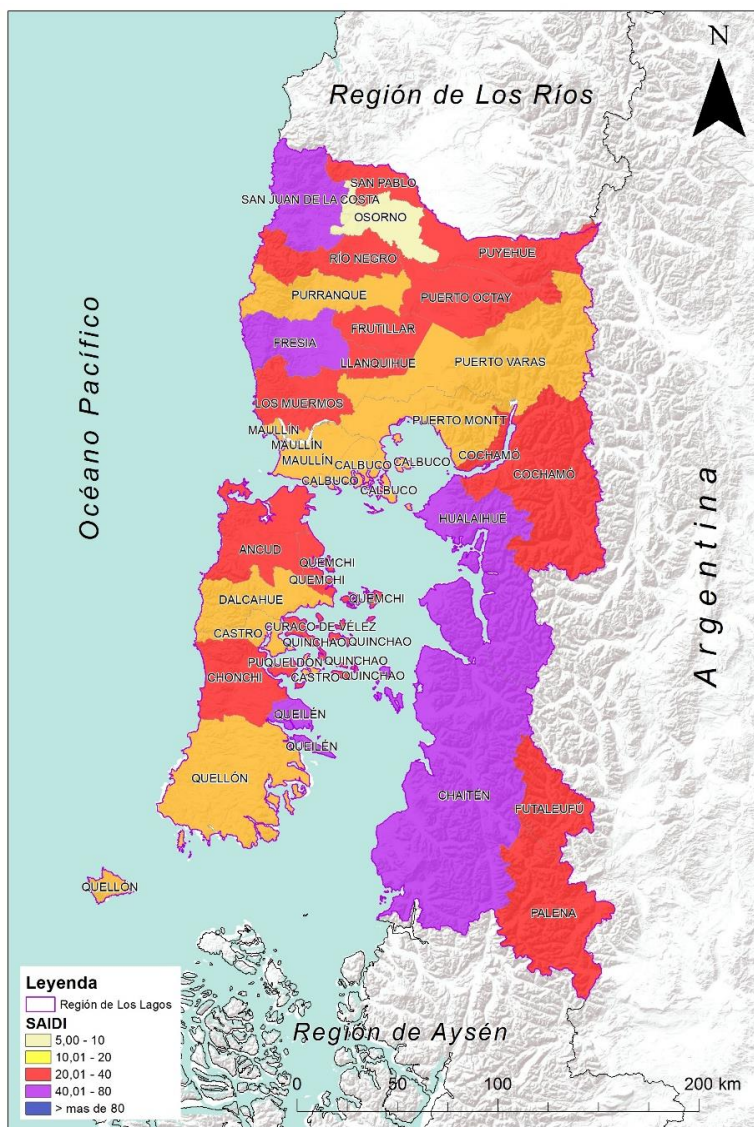 N
Región de Los Ríos
SAN PABLO
SAN JUAN DE LA COSTA
OSORNO
PUYEHUE
RÍO NEGRO
PURRANQUE
PUERTO OCTAY
FRUTILLAR
FRESIA
LLANQUIHUE
PUERTO VARAS
LOS MUERMOS
PUERTO MONTT
MAULLÍN
MAULLÍN
MAULLÍN
COCHAMÓ
CALBUCO
CALBUCO
COCHAMÓ
CALBUCO
CALBUCO
HUALAIHUÉ
Océano Pacífico
Argentina
ANCUD
QUEMCHI
QUEMCHI
DALCAHUE
QUEMCHI
CURACO DE VÉLEZ
CASTRO
QUINCHAO
QUINCHAO
PUQUELDÓN
QUINCHAO
CHONCHI
CASTRO
QUINCHAO
QUEILÉN
QUEILÉN
QUELLÓN
CHAITÉN
FUTALEUFÚ
QUELLÓN
PALENA
Leyenda
Región de Los Lagos
SAIDI
5,00 - 10
10,01 - 20
20,01 - 40
40,01 - 80
> mas de 80
Región de Aysén
0 50 100 200 km